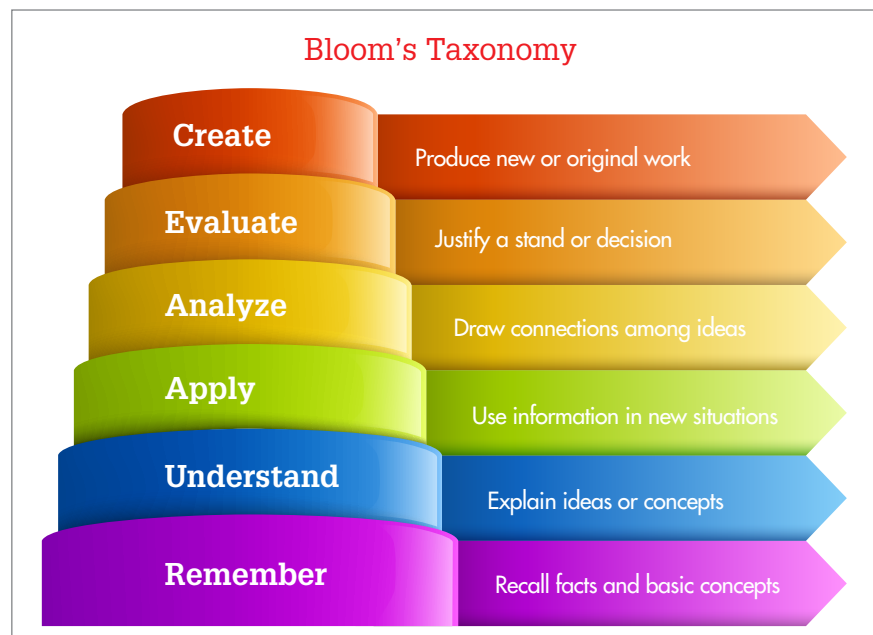 Bloom's Taxonomy
Create
Produce new or original work
Evaluate
Justify a stand or decision
Analyze
Draw connections among ideas
Apply
Use information in new situations
Understand
Explain ideas or concepts
Remember
Recall facts and basic concepts